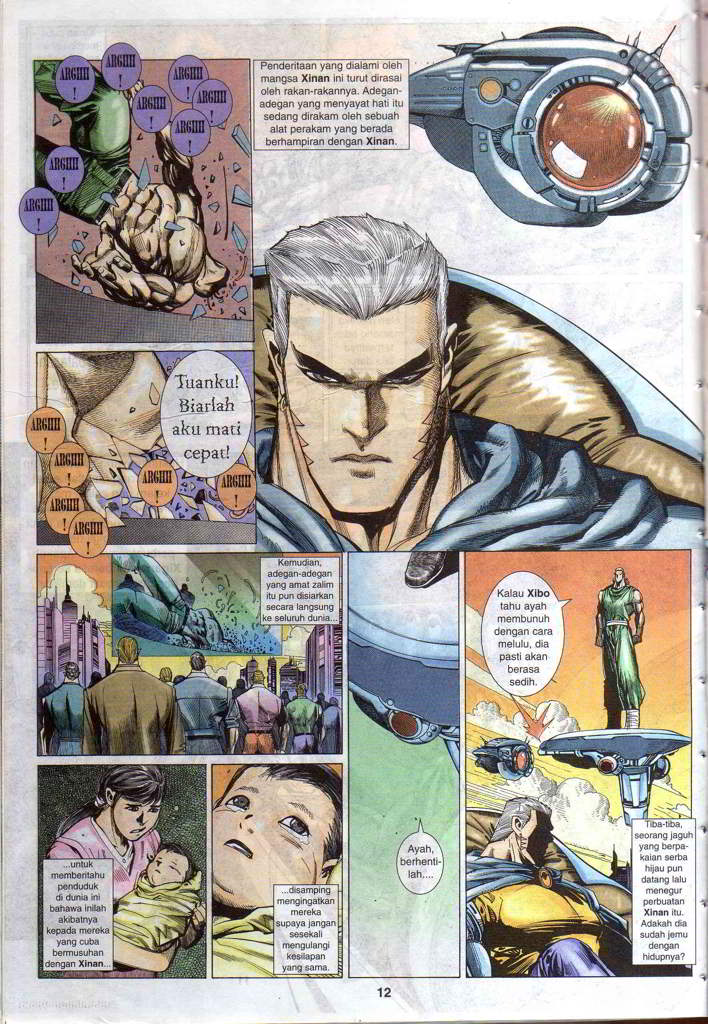 ARGHH
!
ARGHH
!
ARGHH
!
ARGHH
!
ARGHH
!
ARGHH
!
ARGHH
!
ARGHH
!
Penderitaan yang dialami oleh
mangsa Xinan ini turut dirasai
oleh rakan-rakannya. Adegan-
adegan yang menyayat hati itu
sedang dirakam oleh sebuah
alat perakam yang berada
berhampiran dengan Xinan.
Tuanku!
Biarlah
aku mati
cepat!
ARGHH
!
ARGHH
!
ARGHH
!
ARGHH
!
ARGHH
!
ARGHH
!
Kemudian,
adegan-adegan
yang amat zalim
itu pun disiarkan
secara langsung
ke seluruh dunia...
...untuk
memberitahu
penduduk
di dunia ini
bahawa inilah
akibatnya
kepada mereka
yang cuba
bermusuhan
dengan Xinan...
...disamping
mengingatkan
mereka
supaya jangan
sesekali
mengulangi
kesilapan
yang sama.
Ayah,
berhenti-
lah,...
Kalau Xibo
tahu ayah
membunuh
dengan cara
melulu, dia
pasti akan
berasa
sedih.
Tiba-tiba,
seorang jaguh
yang berpa-
kaian serba
hijau pun
datang lalu
menegur
perbuatan
Xinan itu.
Adakah dia
sudah jemu
dengan
hidupnya?
12